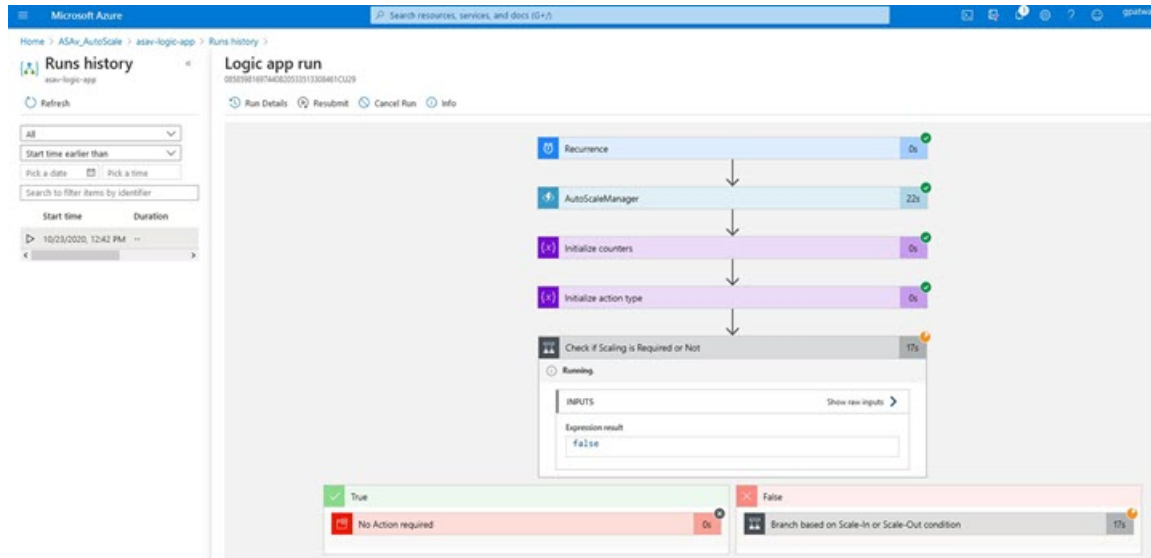 Microsoft Azure
Search resources, services, and docs (G+/)
Home > ASAv_AutoScale > asav-logic-app > Runs history >
Runs history
asav-logic-app
Refresh
All
Start time earlier than
Pick a date
Pick a time
Search to filter items by identifier
Start time Duration
10/23/2020, 12:42 PM --
Logic app run
Run Details Resubmit Cancel Run Info
Recurrence 0s
AutoScaleManager 22s
(x) Initialize counters 0s
(x) Initialize action type 0s
Check if Scaling is Required or Not 17s
Running.
INPUTS Show raw inputs
Expression result
false
True
No Action required 0s
False
Branch based on Scale-In or Scale-Out condition 17s